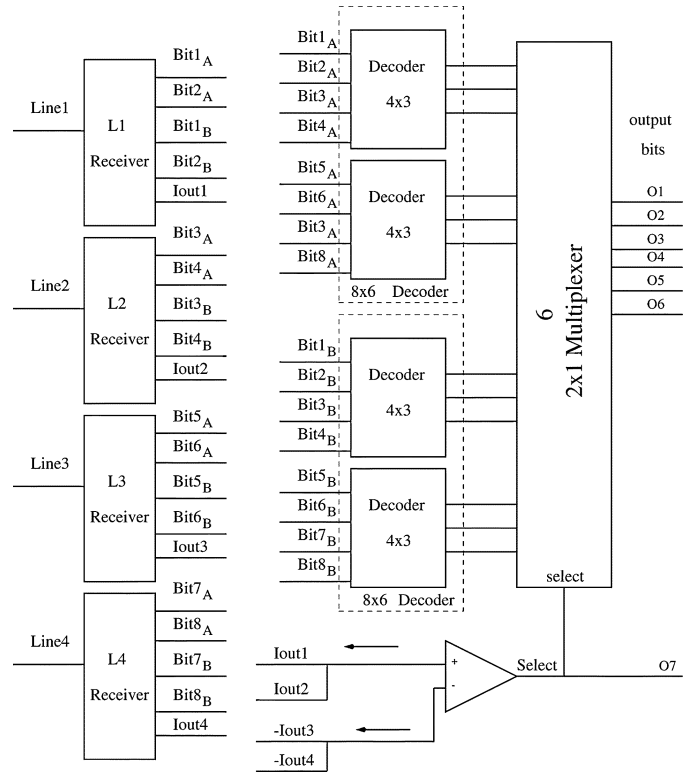 Line1
L1
Receiver
Bit1A
Bit2A
Bit1B
Bit2B
Iout1
Line2
L2
Receiver
Bit3A
Bit4A
Bit3B
Bit4B
Iout2
Line3
L3
Receiver
Bit5A
Bit6A
Bit5B
Bit6B
Iout3
Line4
L4
Receiver
Bit7A
Bit8A
Bit7B
Bit8B
Iout4
Bit1A
Bit2A
Bit3A
Bit4A
Decoder
4x3
Bit5A
Bit6A
Bit3A
Bit8A
Decoder
4x3
8x6 Decoder
Bit1B
Bit2B
Bit3B
Bit4B
Decoder
4x3
Bit5B
Bit6B
Bit7B
Bit8B
Decoder
4x3
8x6 Decoder
6
2x1 Multiplexer
select
output
bits
O1
O2
O3
O4
O5
O6
Iout1
Iout2
-Iout3
-Iout4
+
-
Select
O7